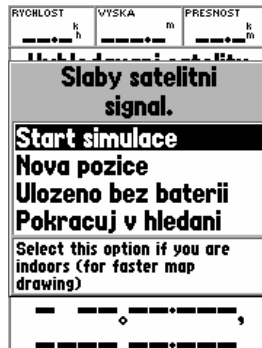 RYCHLOST VYSKA PRESNOST
k h m k m
Slaby satelitni
signal.
Start simulace
Nova pozice
Ulozeno bez baterii
Pokracuj v hledani
Select this option if you are
indoors (for faster map
drawing)